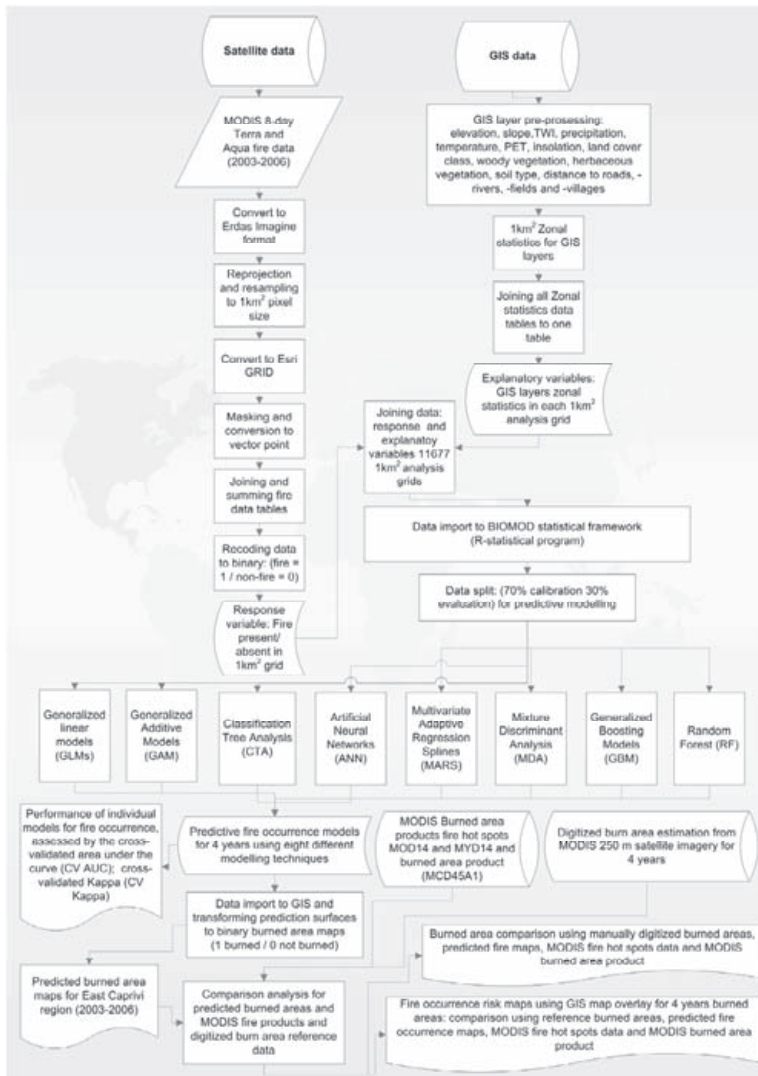 Satellite data
MODIS 8-day
Terra and
Aqua fire data
(2003-2006)
Convert to
Erdas Imagine
format
Reprojection
and resampling
to 1km² pixel
size
Convert to Esri
GRID
Masking and
conversion to
vector point
Joining and
summing fire
data tables
Recoding data
to binary: (fire =
1 / non-fire = 0)
Response
variable: Fire
present/
absent in
1km² grid
GIS data
GIS layer pre-prosessing:
elevation, slope,TWI, precipitation,
temperature, PET, insolation, land cover
class, woody vegetation, herbaceous
vegetation, soil type, distance to roads, -
rivers, -fields and -villages
1km² Zonal
statistics for GIS
layers
Joining all Zonal
statistics data
tables to one
table
Explanatory variables:
GIS layers zonal
statistics in each 1km²
analysis grid
Joining data:
response and
explanatoy
variables 11677
1km² analysis
grids
Data import to BIOMOD statistical framework
(R-statistical program)
Data split: (70% calibration 30%
evaluation) for predictive modelling
Generalized
linear models
(GLMs)
Generalized
Additive Models
(GAM)
Classification
Tree Analysis
(CTA)
Artificial
Neural
Networks
(ANN)
Multivariate
Adaptive
Regression
Splines
(MARS)
Mixture
Discriminant
Analysis
(MDA)
Generalized
Boosting
Models
(GBM)
Random
Forest (RF)
Performance of individual
models for fire occurrence,
assessed by the cross-
validated area under the
curve (CV AUC); cross-
validated Kappa (CV
Kappa)
Predictive fire occurrence models
for 4 years using eight different
modelling techniques
MODIS Burned area
products fire hot spots
MOD14 and MYD14 and
burned area product
(MCD45A1)
Digitized burn area estimation from
MODIS 250 m satellite imagery for
4 years
Data import to GIS and
transforming prediction surfaces
to binary burned area maps
(1 burned / 0 not burned)
Burned area comparison using manually digitized burned areas,
predicted fire maps, MODIS fire hot spots data and MODIS
burned area product
Predicted burned area
maps for East Caprivi
region (2003-2006)
Comparison analysis for
predicted burned areas and
MODIS fire products and
digitized burn area reference
data
Fire occurrence risk maps using GIS map overlay for 4 years burned
areas: comparison using reference burned areas, predicted fire
occurrence maps, MODIS fire hot spots data and MODIS burned area
product